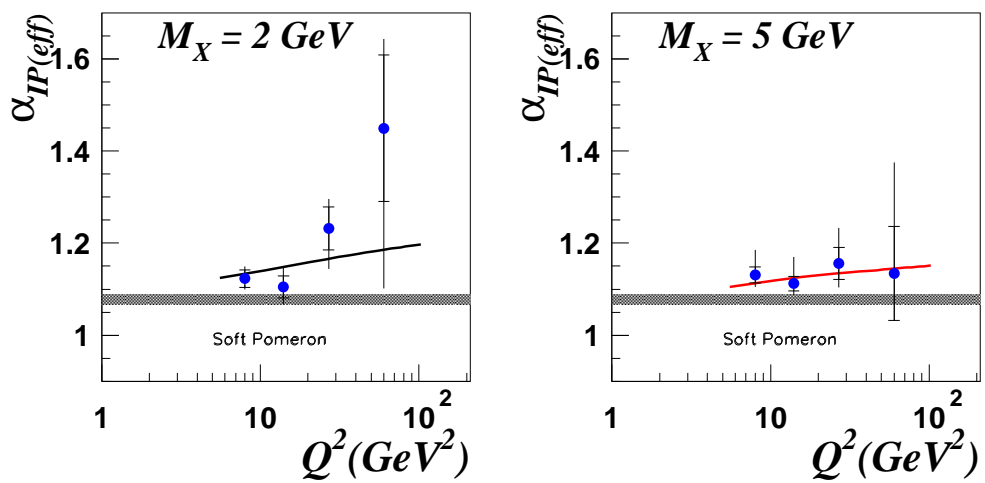 M_X = 2 GeV
α_IP(eff)
1.6
1.4
1.2
1
Soft Pomeron
1 10 10^2
Q^2(GeV^2)
M_X = 5 GeV
α_IP(eff)
1.6
1.4
1.2
1
Soft Pomeron
1 10 10^2
Q^2(GeV^2)